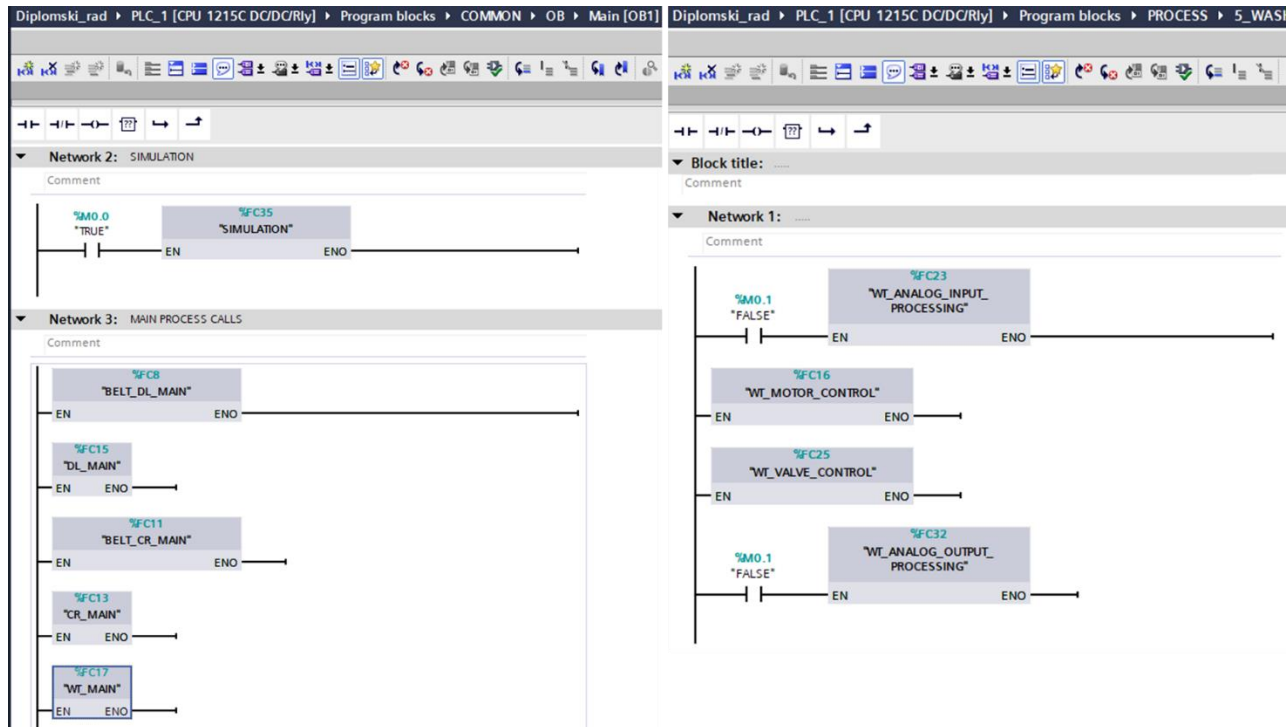 Diplomski_rad ▸ PLC_1 [CPU 1215C DC/DC/Rly] ▸ Program blocks ▸ COMMON ▸ OB ▸ Main [OB1]
Network 2: SIMULATION
Comment
%M0.0
"TRUE"
%FC35
"SIMULATION"
EN ENO
Network 3: MAIN PROCESS CALLS
Comment
%FC8
"BELT_DL_MAIN"
EN ENO
%FC15
"DL_MAIN"
EN ENO
%FC11
"BELT_CR_MAIN"
EN ENO
%FC13
"CR_MAIN"
EN ENO
%FC17
"WT_MAIN"
EN ENO
Diplomski_rad ▸ PLC_1 [CPU 1215C DC/DC/Rly] ▸ Program blocks ▸ PROCESS ▸ 5_WASH
??
Block title: .....
Comment
Network 1: .....
Comment
%M0.1
"FALSE"
%FC23
"WT_ANALOG_INPUT_
PROCESSING"
EN ENO
%FC16
"WT_MOTOR_CONTROL"
EN ENO
%FC25
"WT_VALVE_CONTROL"
EN ENO
%M0.1
"FALSE"
%FC32
"WT_ANALOG_OUTPUT_
PROCESSING"
EN ENO